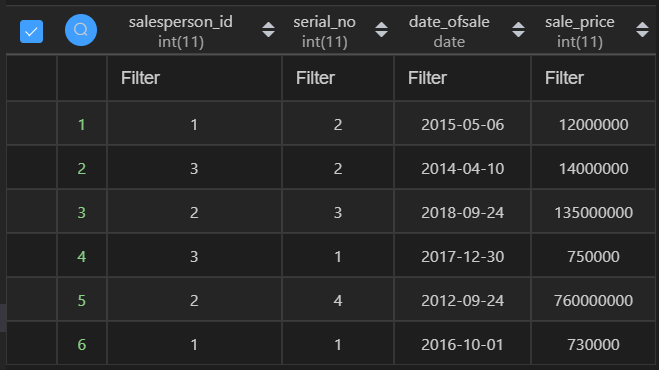 salesperson_id serial_no date_ofsale sale_price
int(11) int(11) date int(11)
Filter Filter Filter Filter
1 1 2 2015-05-06 12000000
2 3 2 2014-04-10 14000000
3 2 3 2018-09-24 135000000
4 3 1 2017-12-30 750000
5 2 4 2012-09-24 760000000
6 1 1 2016-10-01 730000